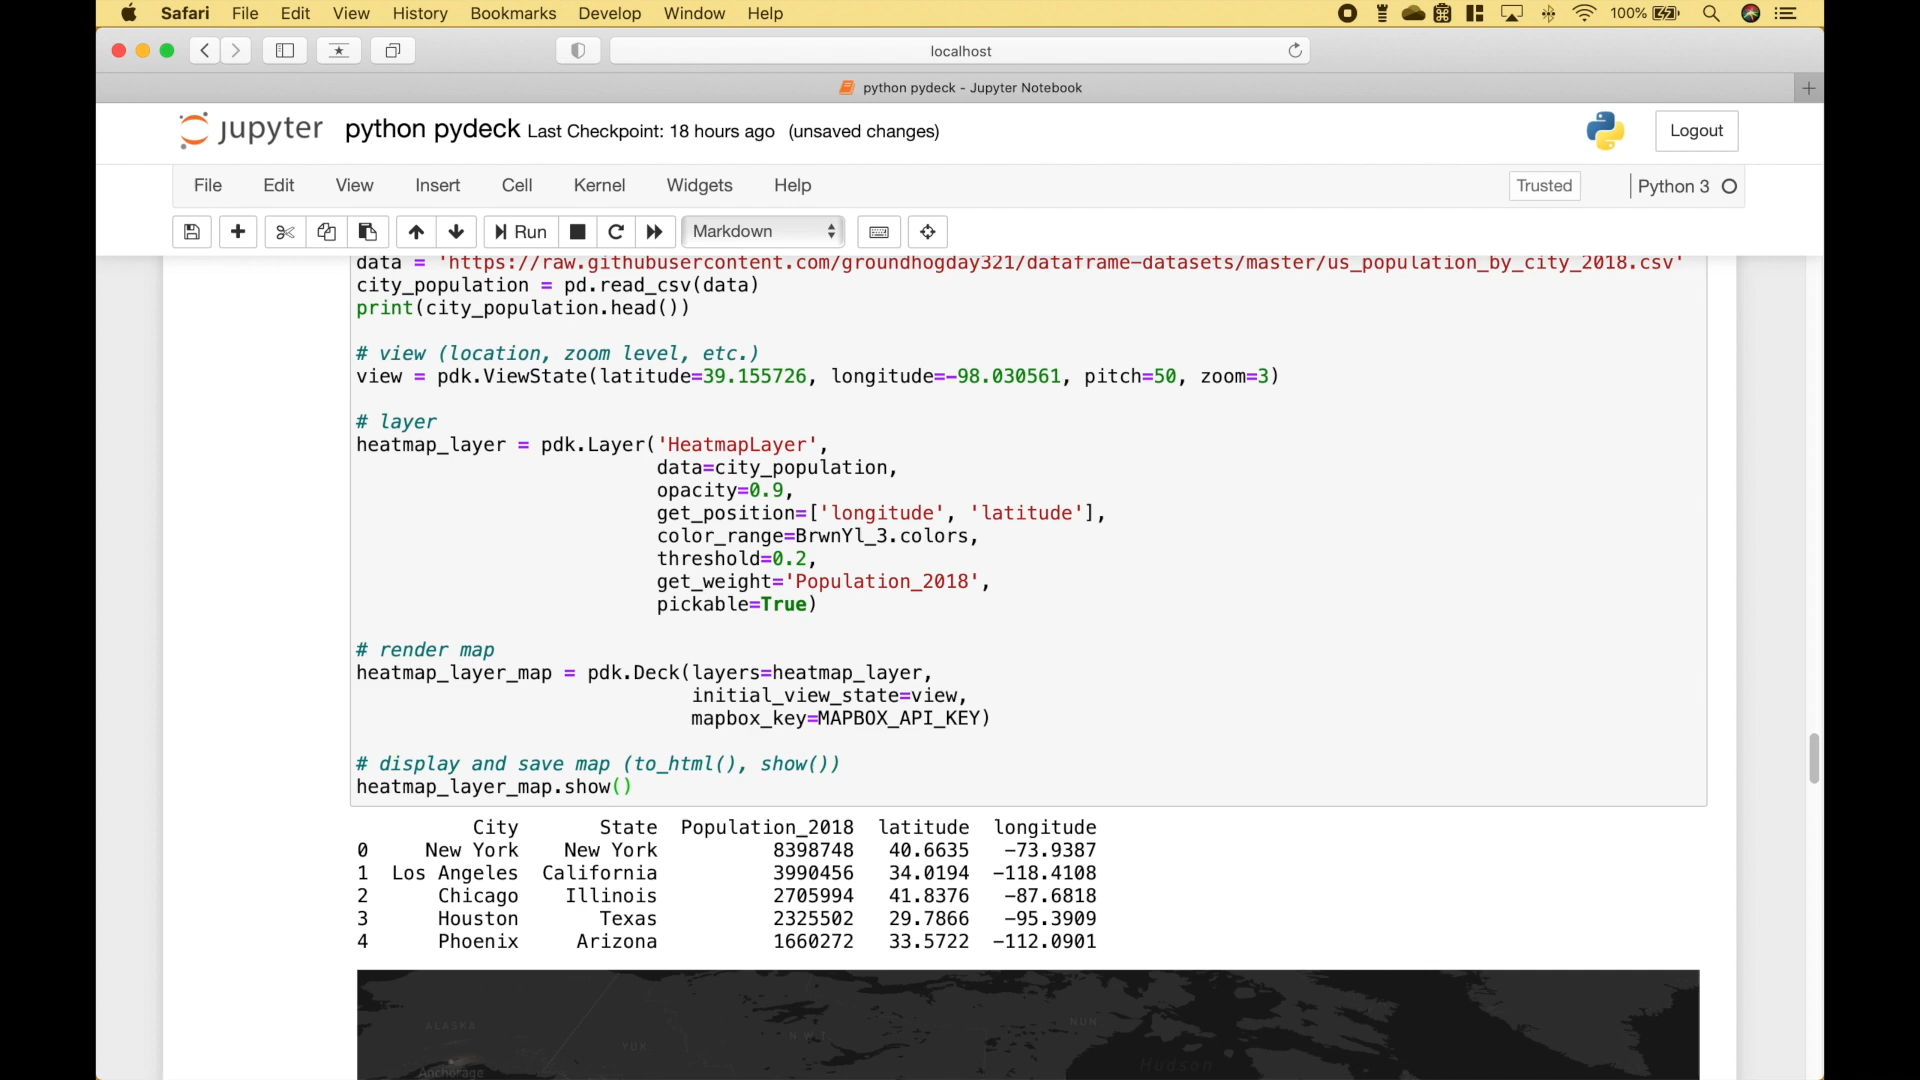 Safari File Edit View History Bookmarks Develop Window Help 100%
localhost
python pydeck - Jupyter Notebook
jupyter python pydeck Last Checkpoint: 18 hours ago (unsaved changes) Logout
File Edit View Insert Cell Kernel Widgets Help Trusted Python 3
Run Markdown
data = 'https://raw.githubusercontent.com/groundhogday321/dataframe-datasets/master/us_population_by_city_2018.csv'
city_population = pd.read_csv(data)
print(city_population.head())
# view (location, zoom level, etc.)
view = pdk.ViewState(latitude=39.155726, longitude=-98.030561, pitch=50, zoom=3)
# layer
heatmap_layer = pdk.Layer('HeatmapLayer',
data=city_population,
opacity=0.9,
get_position=['longitude', 'latitude'],
color_range=BrwnYl_3.colors,
threshold=0.2,
get_weight='Population_2018',
pickable=True)
# render map
heatmap_layer_map = pdk.Deck(layers=heatmap_layer,
initial_view_state=view,
mapbox_key=MAPBOX_API_KEY)
# display and save map (to_html(), show())
heatmap_layer_map.show()
City State Population_2018 latitude longitude
0 New York New York 8398748 40.6635 -73.9387
1 Los Angeles California 3990456 34.0194 -118.4108
2 Chicago Illinois 2705994 41.8376 -87.6818
3 Houston Texas 2325502 29.7866 -95.3909
4 Phoenix Arizona 1660272 33.5722 -112.0901
ALASKA YUK N.W.T. NUN
Anchorage Hudson